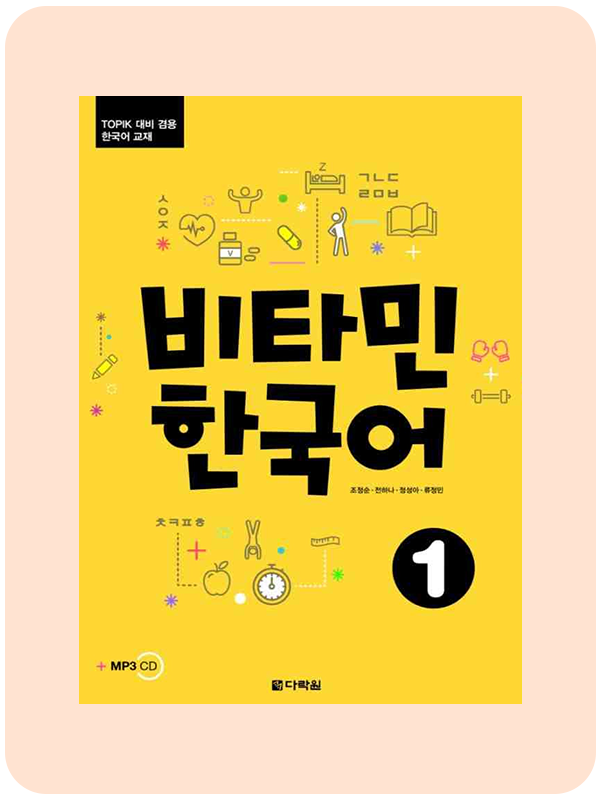 TOPIK 대비 겸용
한국어 교재
Z
ㄱㄴㄷ
ㄹㅁㅂ
ㅅ
ㅇ
ㅈ
V
비타민
한국어
조정순·전하나·정성아·류정민
ㅊㅋㅍㅎ
1
+ MP3 CD
다락원